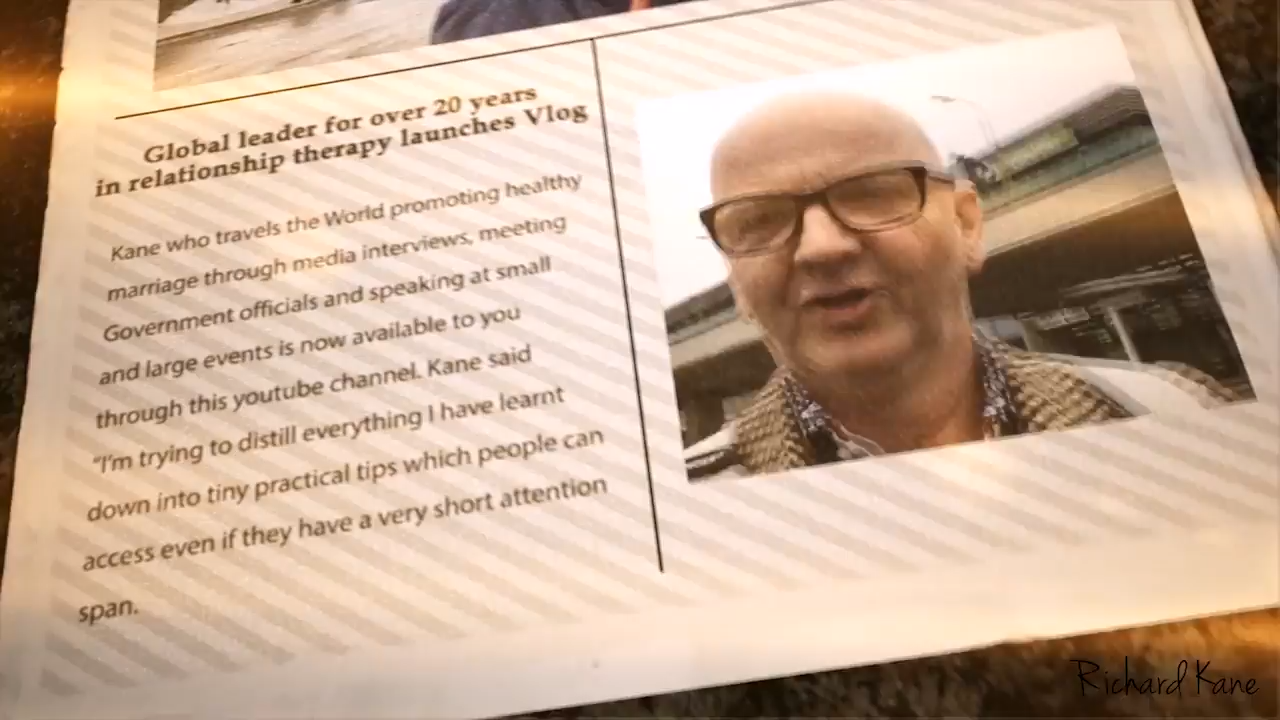 Global leader for over 20 years
in relationship therapy launches Vlog
Kane who travels the World promoting healthy
marriage through media interviews, meeting
Government officials and speaking at small
and large events is now available to you
through this youtube channel. Kane said
“I'm trying to distill everything I have learnt
down into tiny practical tips which people can
access even if they have a very short attention
span.
Richard Kane